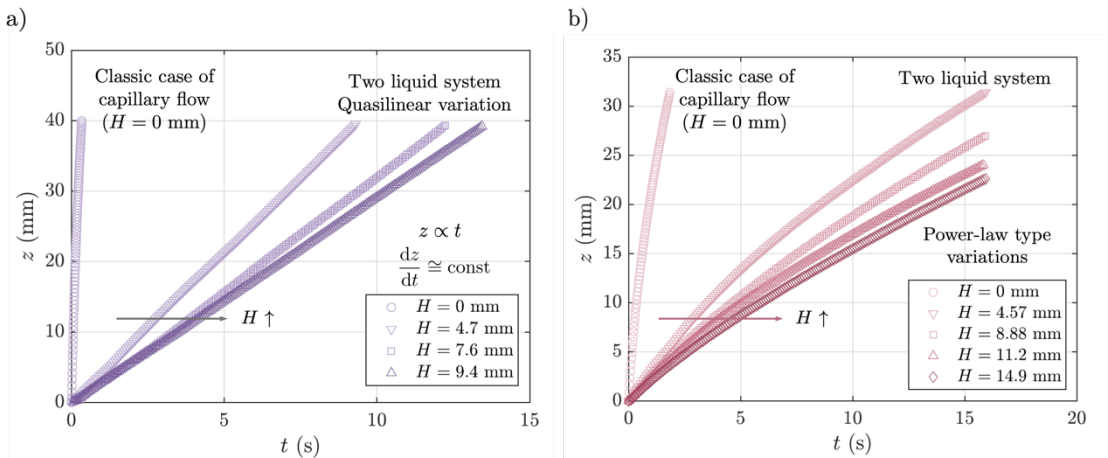 a)
50
40
30
20
10
0
z (mm)
0
5
10
15
t (s)
Classic case of
capillary flow
(H = 0 mm)
Two liquid system
Quasilinear variation
z ∝ t
dz
dt
≅ const
H ↑
H = 0 mm
H = 4.7 mm
H = 7.6 mm
H = 9.4 mm
b)
35
30
25
20
15
10
5
0
z (mm)
0
5
10
15
20
t (s)
Classic case of
capillary flow
(H = 0 mm)
Two liquid system
Power-law type
variations
H ↑
H = 0 mm
H = 4.57 mm
H = 8.88 mm
H = 11.2 mm
H = 14.9 mm